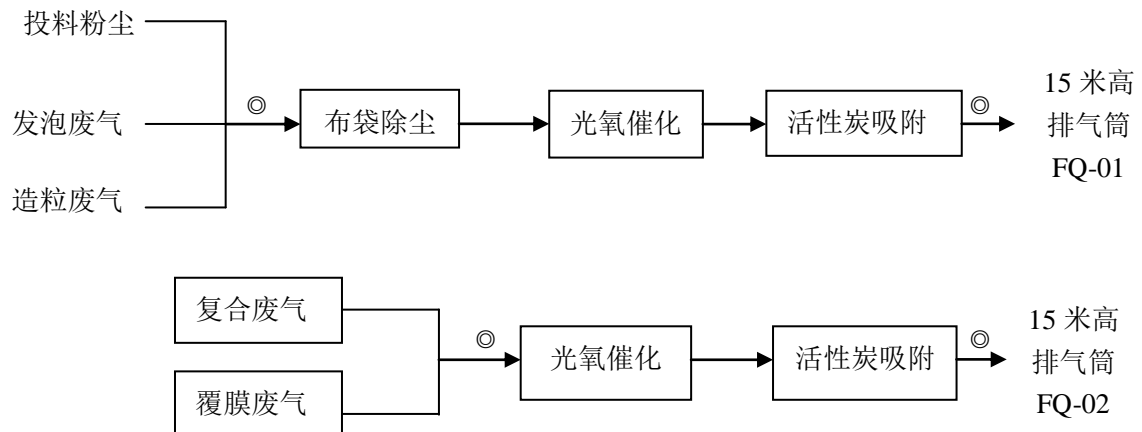 投料粉尘
发泡废气
造粒废气
◎
布袋除尘
光氧催化
活性炭吸附
◎
15 米高
排气筒
FQ-01
复合废气
覆膜废气
◎
光氧催化
活性炭吸附
◎
15 米高
排气筒
FQ-02